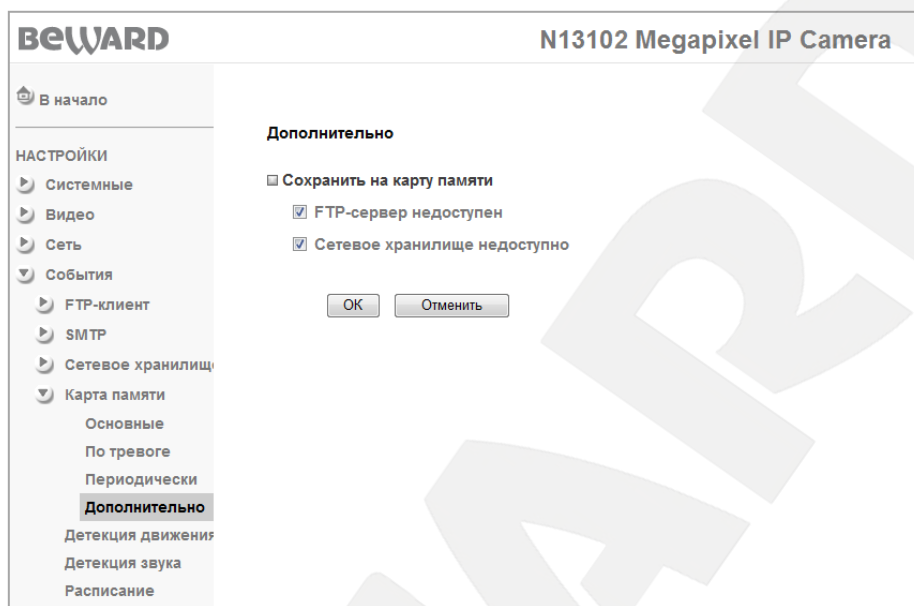 BEWARD
N13102 Megapixel IP Camera
В начало
НАСТРОЙКИ
Системные
Видео
Сеть
События
FTP-клиент
SMTP
Сетевое хранилищ
Карта памяти
Основные
По тревоге
Периодически
Дополнительно
Детекция движения
Детекция звука
Расписание
Дополнительно
Сохранить на карту памяти
FTP-сервер недоступен
Сетевое хранилище недоступно
OK
Отменить